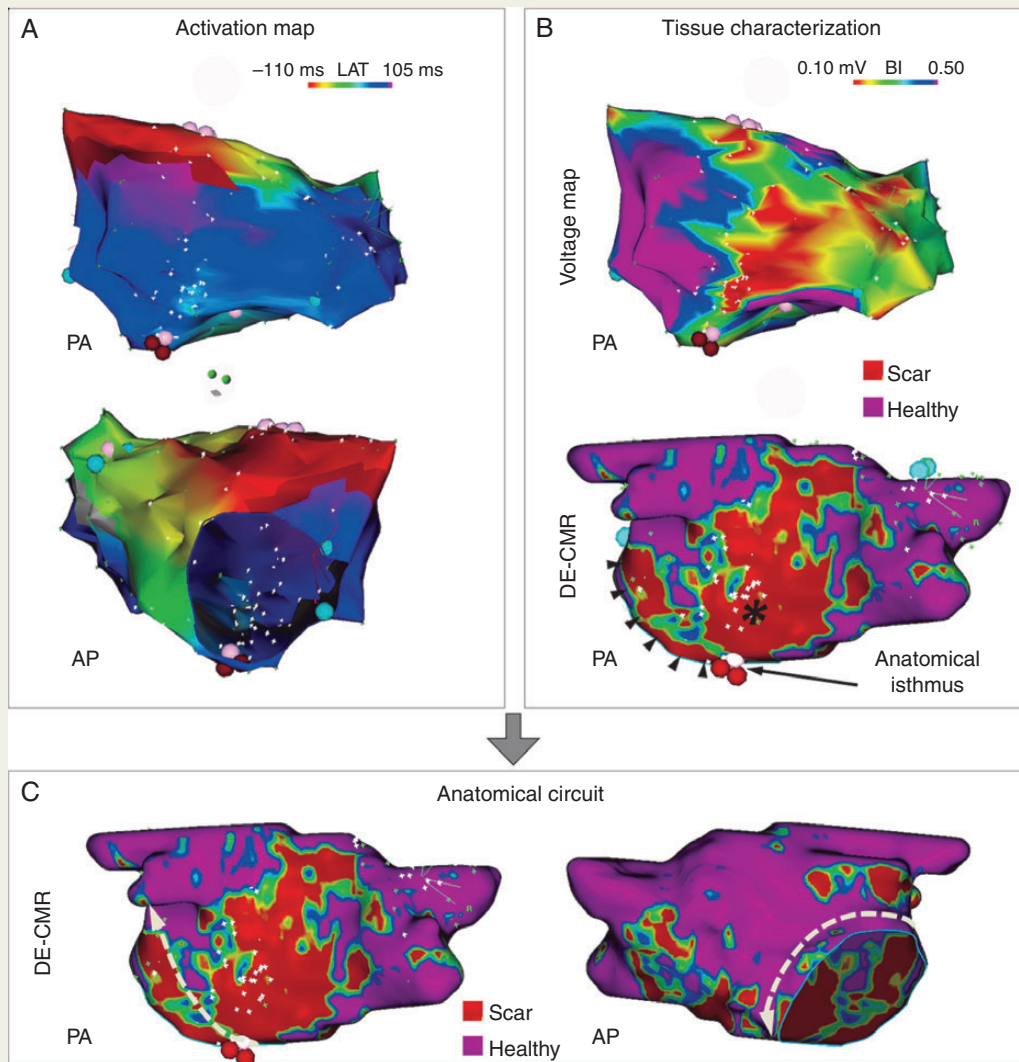 A
Activation map
–110 ms LAT 105 ms
PA
AP
B
Tissue characterization
0.10 mV BI 0.50
Voltage map
PA
Scar
Healthy
DE-CMR
R
*
PA
Anatomical
isthmus
C
Anatomical circuit
DE-CMR
R
PA
Scar
Healthy
AP